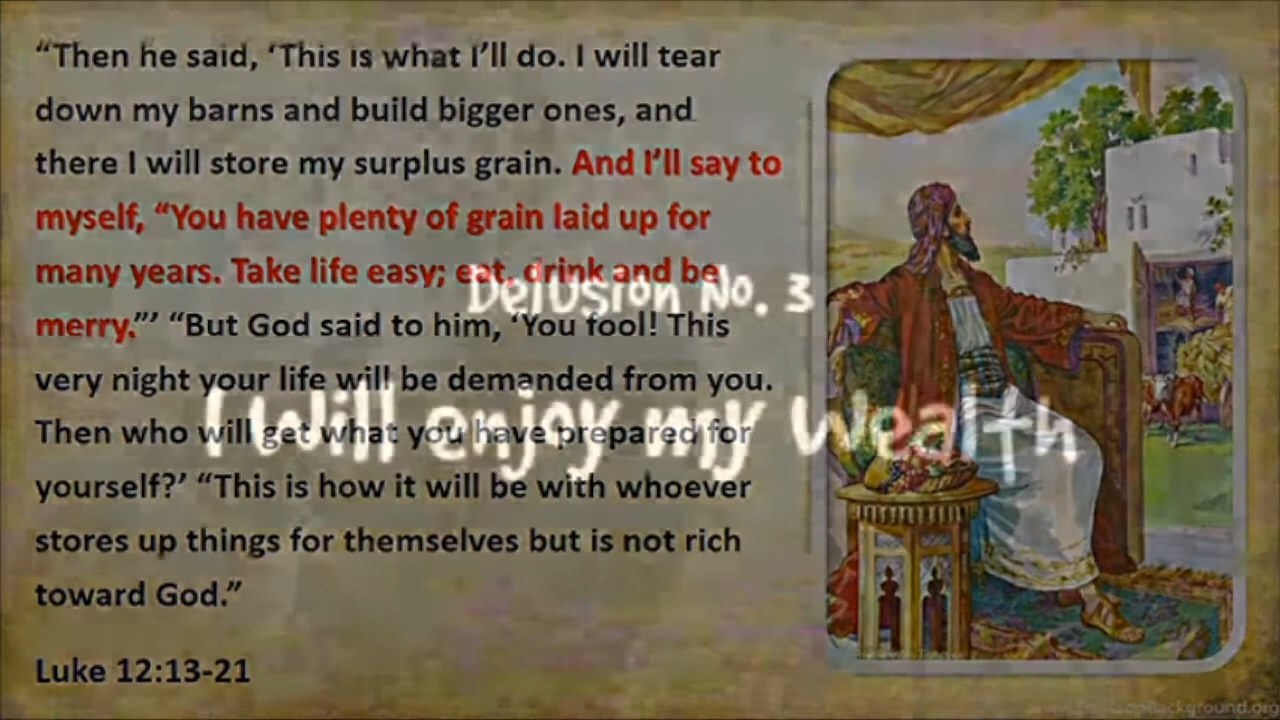 “Then he said, ‘This is what I’ll do. I will tear
down my barns and build bigger ones, and
there I will store my surplus grain. And I’ll say to
myself, “You have plenty of grain laid up for
many years. Take life easy; eat, drink and be
merry.”’ “But God said to him, ‘You fool! This
very night your life will be demanded from you.
Then who will get what you have prepared for
yourself?’ “This is how it will be with whoever
stores up things for themselves but is not rich
toward God.”
Luke 12:13-21
Delusion No. 3
I will enjoy my wealth